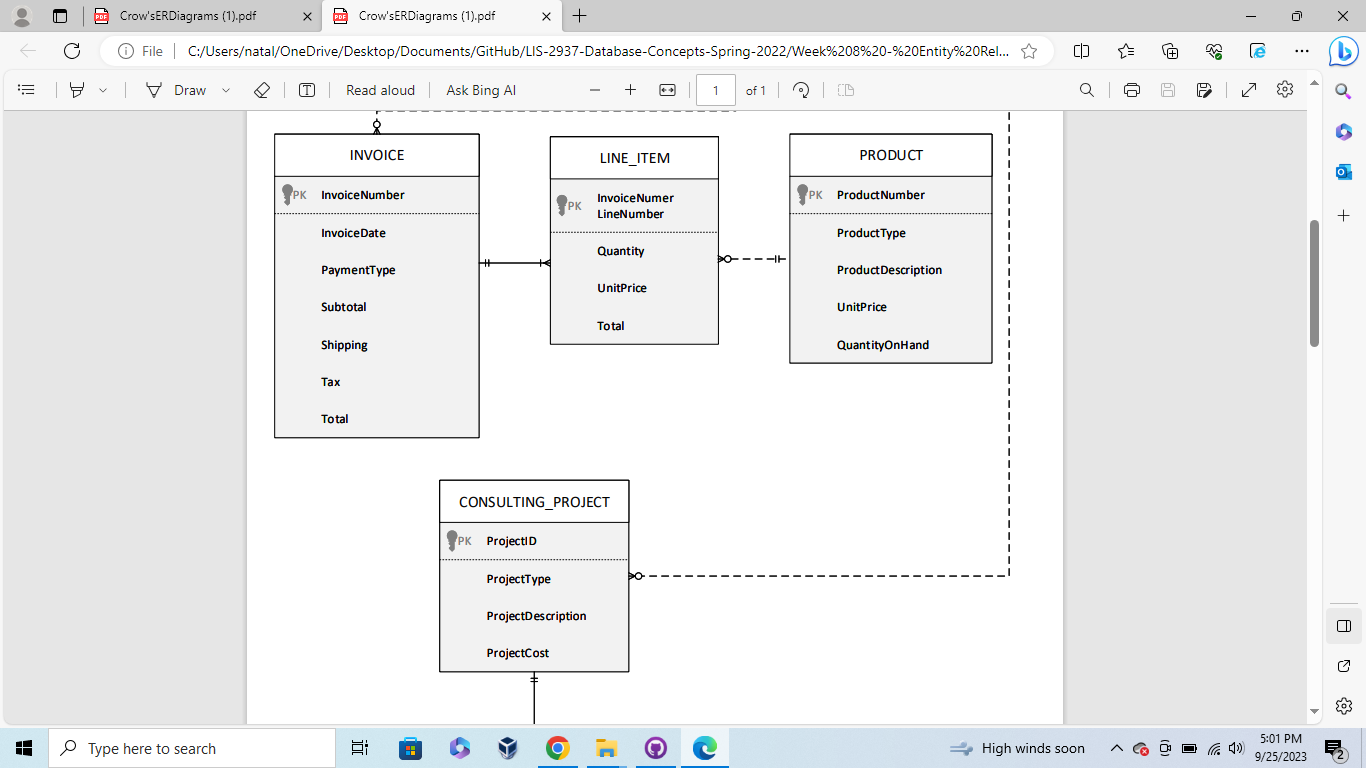 Crow'sERDiagrams (1).pdf
Crow'sERDiagrams (1).pdf
File
C:/Users/natal/OneDrive/Desktop/Documents/GitHub/LIS-2937-Database-Concepts-Spring-2022/Week%208%20-%20Entity%20Rel...
Draw
Read aloud
Ask Bing AI
1
of 1
INVOICE
PK InvoiceNumber
InvoiceDate
PaymentType
Subtotal
Shipping
Tax
Total
LINE_ITEM
PK InvoiceNumer
LineNumber
Quantity
UnitPrice
Total
PRODUCT
PK ProductNumber
ProductType
ProductDescription
UnitPrice
QuantityOnHand
CONSULTING_PROJECT
PK ProjectID
ProjectType
ProjectDescription
ProjectCost
Type here to search
High winds soon
5:01 PM
9/25/2023
2